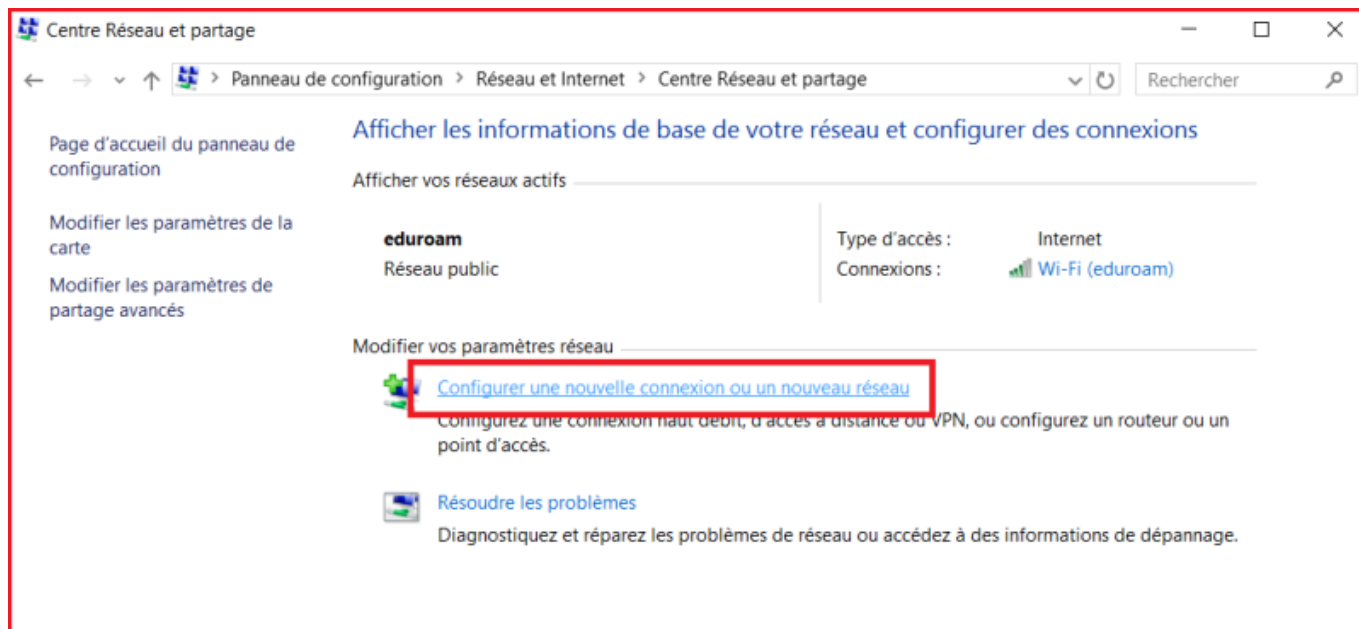 Centre Réseau et partage
Panneau de configuration > Réseau et Internet > Centre Réseau et partage
Rechercher
Page d'accueil du panneau de
configuration
Modifier les paramètres de la
carte
Modifier les paramètres de
partage avancés
Afficher les informations de base de votre réseau et configurer des connexions
Afficher vos réseaux actifs
eduroam
Réseau public
Type d'accès :
Internet
Connexions :
Wi-Fi (eduroam)
Modifier vos paramètres réseau
Configurer une nouvelle connexion ou un nouveau réseau
Configurez une connexion haut débit, d'accès à distance ou VPN, ou configurez un routeur ou un
point d'accès.
Résoudre les problèmes
Diagnostiquez et réparez les problèmes de réseau ou accédez à des informations de dépannage.